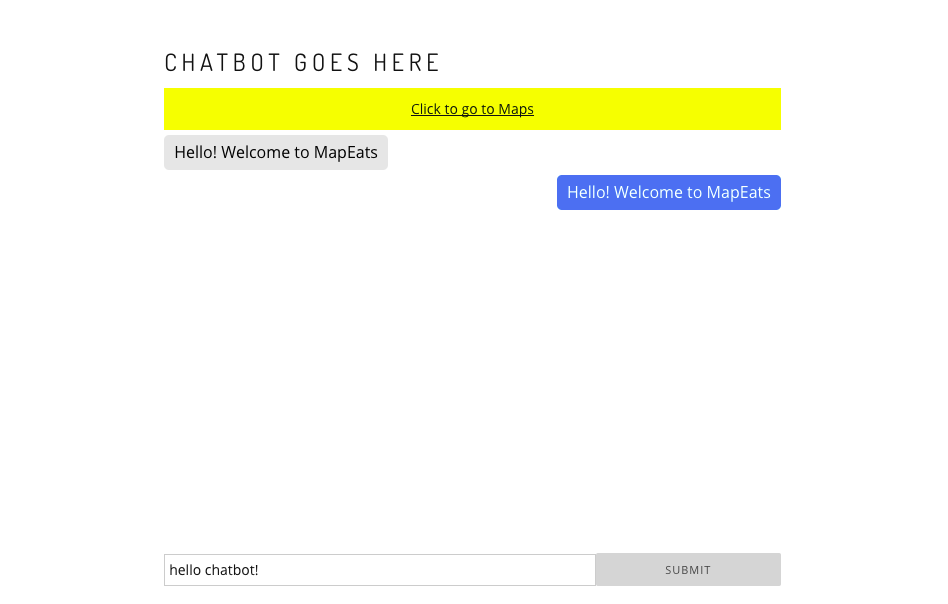 CHATBOT GOES HERE
Click to go to Maps
Hello! Welcome to MapEats
Hello! Welcome to MapEats
hello chatbot!
SUBMIT